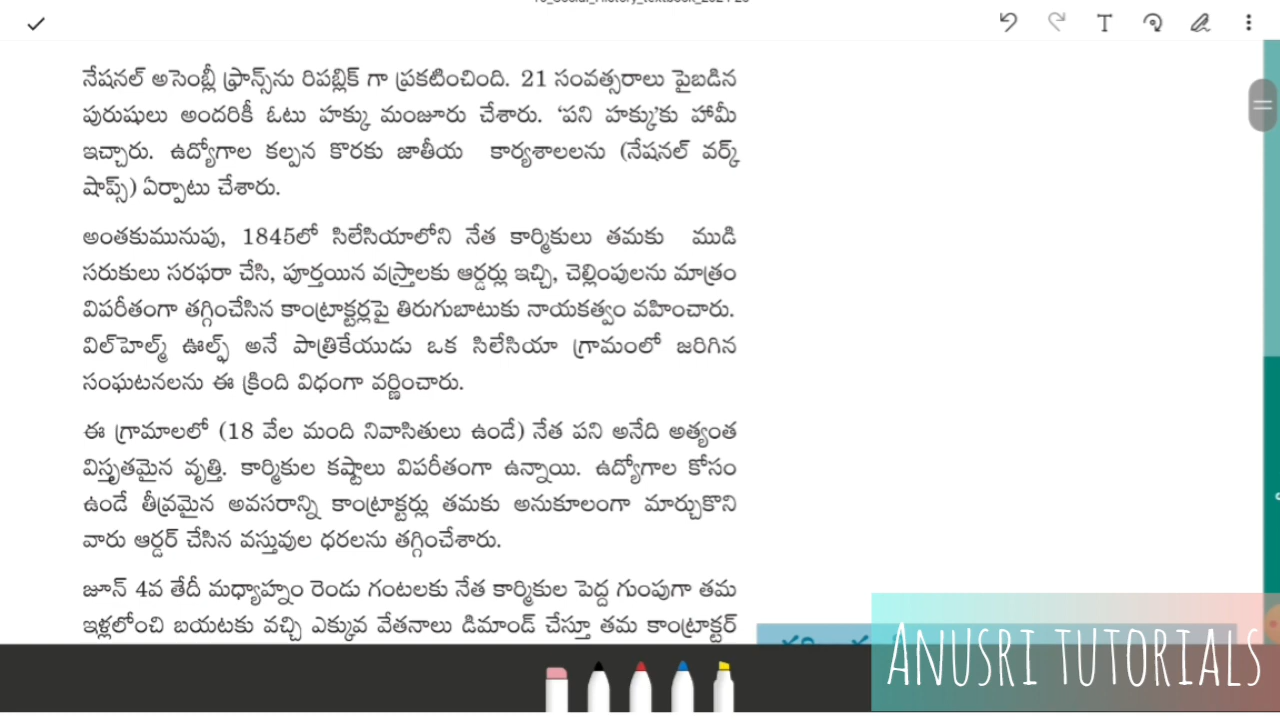 నేషనల్ అసెంబ్లీ ఫ్రాన్స్‌ను రిపబ్లిక్ గా ప్రకటించింది. 21 సంవత్సరాలు పైబడిన
పురుషులు అందరికీ ఓటు హక్కు మంజూరు చేశారు. ‘పని హక్కు’కు హామీ
ఇచ్చారు. ఉద్యోగాల కల్పన కొరకు జాతీయ కార్యశాలలను (నేషనల్ వర్క్
షాప్స్) ఏర్పాటు చేశారు.
అంతకుమునుపు, 1845లో సిలేసియాలోని నేత కార్మికులు తమకు ముడి
సరుకులు సరఫరా చేసి, పూర్తయిన వస్త్రాలకు ఆర్డర్లు ఇచ్చి, చెల్లింపులను మాత్రం
విపరీతంగా తగ్గించేసిన కాంట్రాక్టర్లపై తిరుగుబాటుకు నాయకత్వం వహించారు.
విల్‌హెల్మ్ ఊల్ఫ్ అనే పాత్రికేయుడు ఒక సిలేసియా గ్రామంలో జరిగిన
సంఘటనలను ఈ క్రింది విధంగా వర్ణించారు.
ఈ గ్రామాలలో (18 వేల మంది నివాసితులు ఉండే) నేత పని అనేది అత్యంత
విస్తృతమైన వృత్తి. కార్మికుల కష్టాలు విపరీతంగా ఉన్నాయి. ఉద్యోగాల కోసం
ఉండే తీవ్రమైన అవసరాన్ని కాంట్రాక్టర్లు తమకు అనుకూలంగా మార్చుకొని
వారు ఆర్డర్ చేసిన వస్తువుల ధరలను తగ్గించేశారు.
జూన్ 4వ తేదీ మధ్యాహ్నం రెండు గంటలకు నేత కార్మికుల పెద్ద గుంపుగా తమ
ఇళ్లలోంచి బయటకు వచ్చి ఎక్కువ వేతనాలు డిమాండ్ చేస్తూ తమ కాంట్రాక్టర్
ANUSRI TUTORIALS